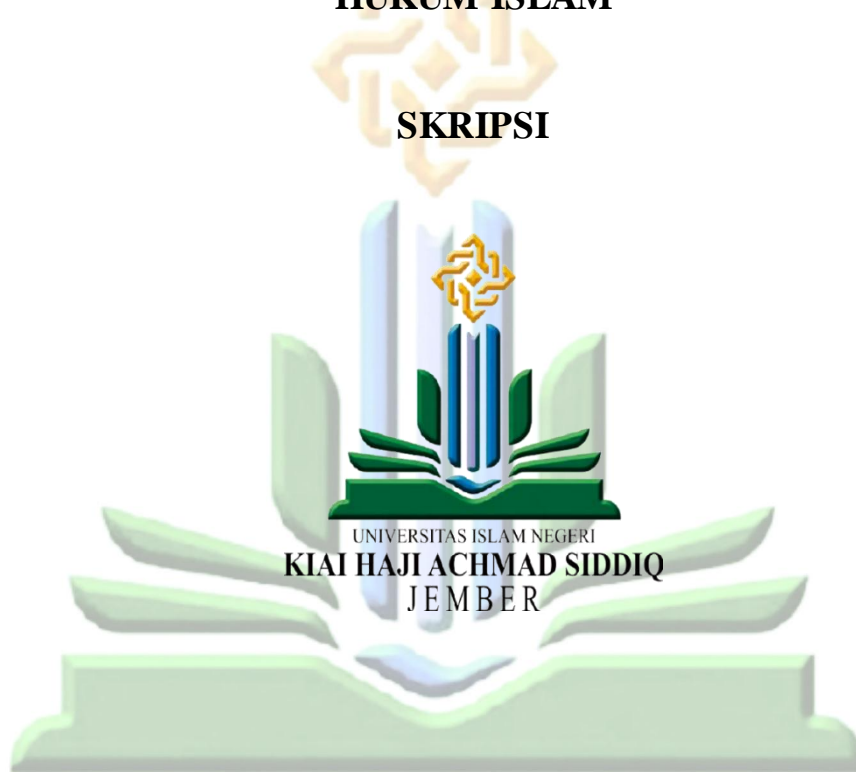 HUKUM ISLAM
SKRIPSI
UNIVERSITAS ISLAM NEGERI
KIAI HAJI ACHMAD SIDDIQ
JEMBER